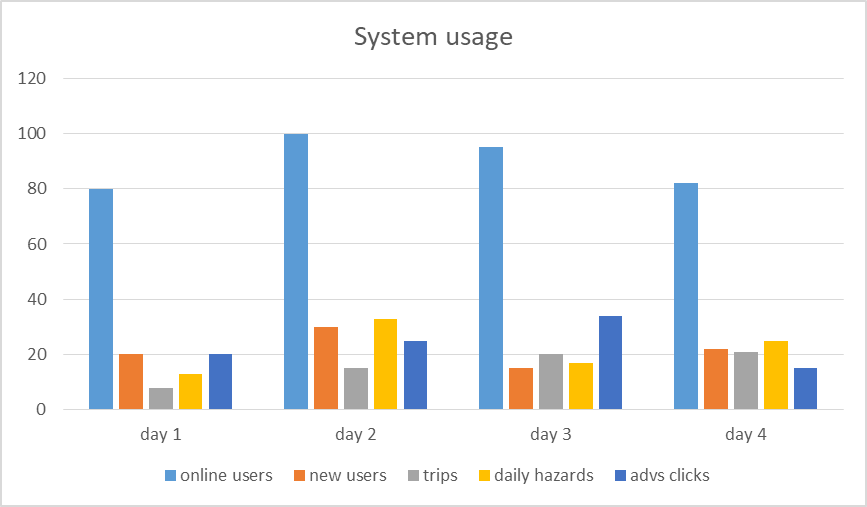 System usage
120
100
80
60
40
20
0
day 1 day 2 day 3 day 4
online users new users trips daily hazards advs clicks